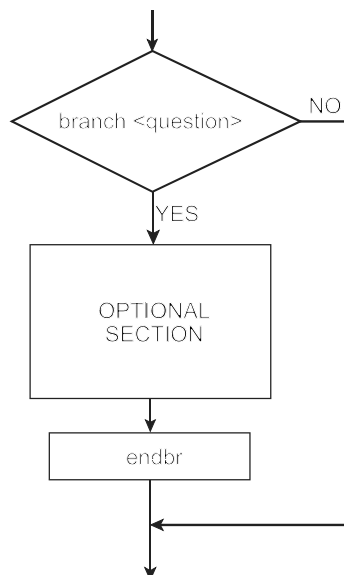 branch <question>
NO
YES
OPTIONAL
SECTION
endbr